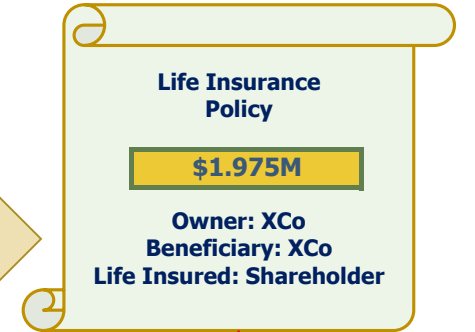 Life Insurance
Policy
$1.975M
Owner: XCo
Beneficiary: XCo
Life Insured: Shareholder